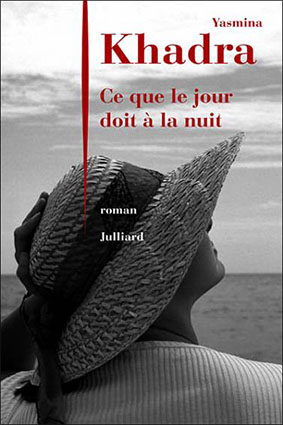 Yasmina
Khadra
Ce que le jour
doit à la nuit
roman
Julliard